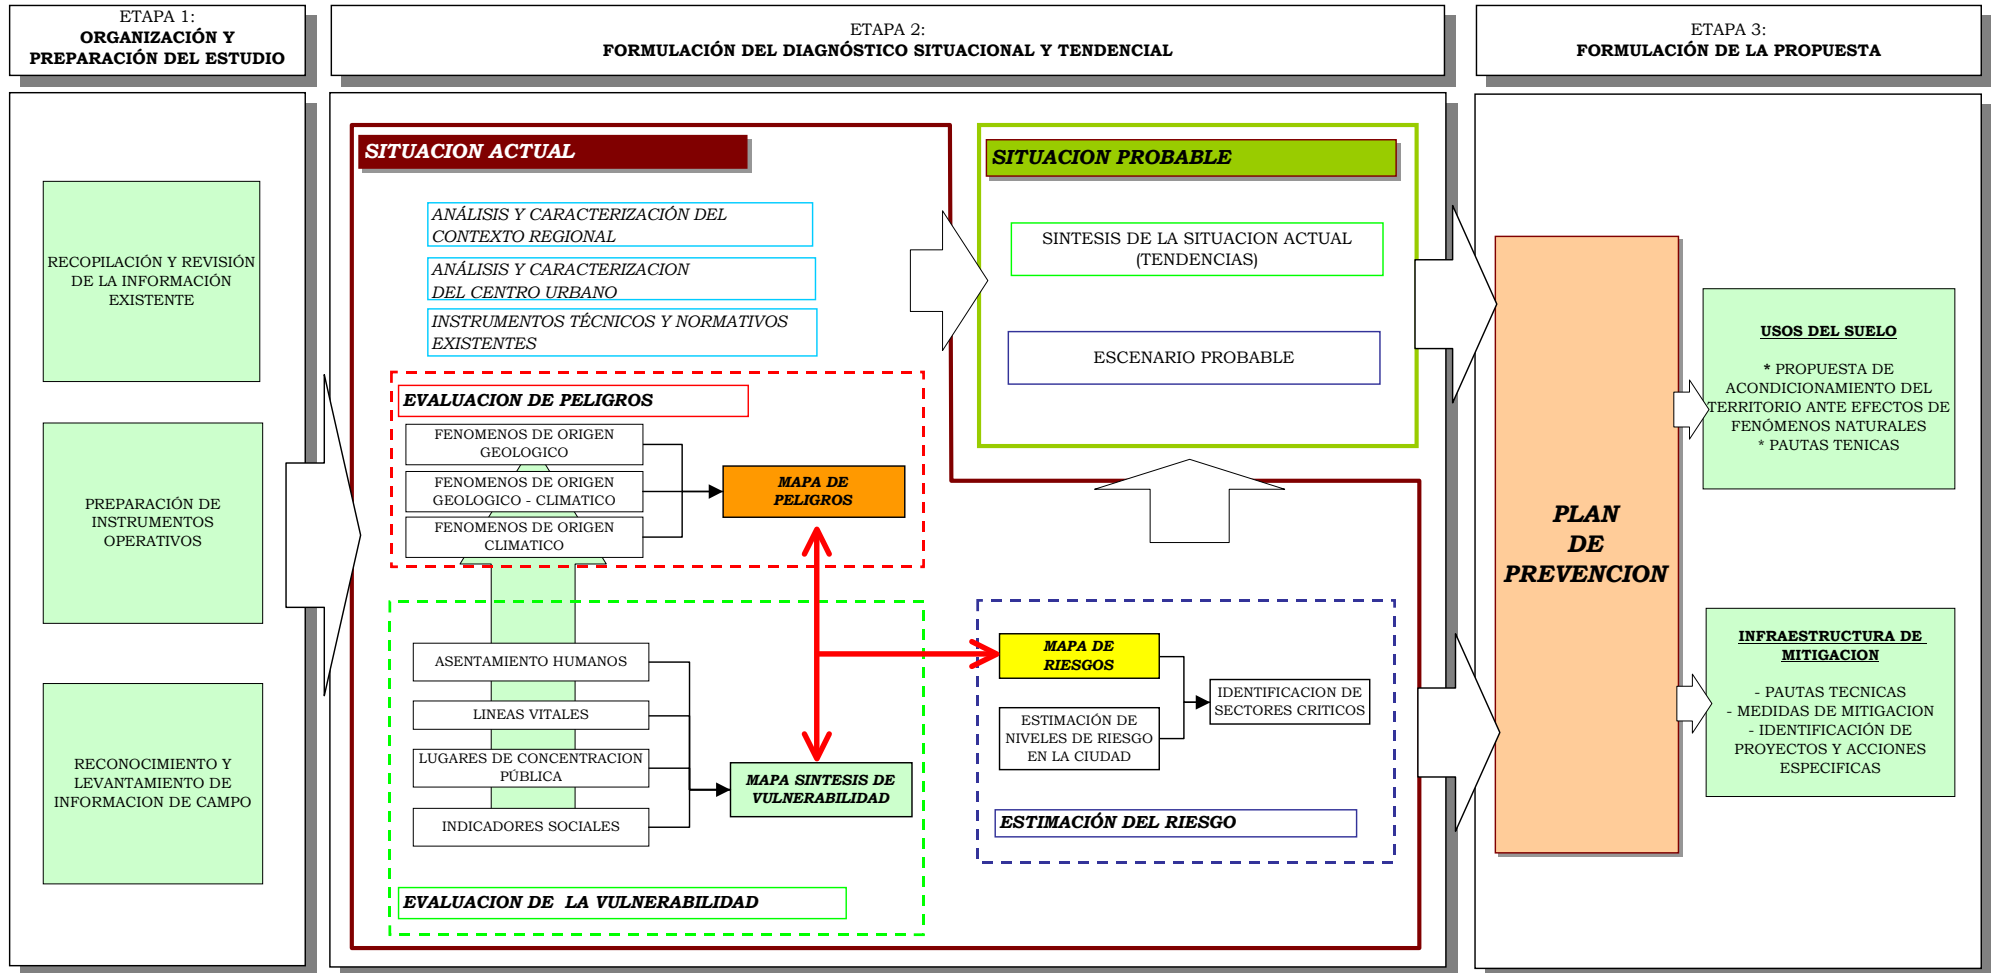 ETAPA 1:
ORGANIZACIÓN Y
PREPARACIÓN DEL ESTUDIO
ETAPA 2:
FORMULACIÓN DEL DIAGNÓSTICO SITUACIONAL Y TENDENCIAL
ETAPA 3:
FORMULACIÓN DE LA PROPUESTA
RECOPILACIÓN Y REVISIÓN
DE LA INFORMACIÓN
EXISTENTE
PREPARACIÓN DE
INSTRUMENTOS
OPERATIVOS
RECONOCIMIENTO Y
LEVANTAMIENTO DE
INFORMACION DE CAMPO
SITUACION ACTUAL
ANÁLISIS Y CARACTERIZACIÓN DEL
CONTEXTO REGIONAL
ANÁLISIS Y CARACTERIZACION
DEL CENTRO URBANO
INSTRUMENTOS TÉCNICOS Y NORMATIVOS
EXISTENTES
EVALUACION DE PELIGROS
FENOMENOS DE ORIGEN
GEOLOGICO
FENOMENOS DE ORIGEN
GEOLOGICO - CLIMATICO
FENOMENOS DE ORIGEN
CLIMATICO
MAPA DE
PELIGROS
ASENTAMIENTO HUMANOS
LINEAS VITALES
LUGARES DE CONCENTRACION
PÚBLICA
INDICADORES SOCIALES
MAPA SINTESIS DE
VULNERABILIDAD
EVALUACION DE  LA VULNERABILIDAD
SITUACION PROBABLE
SINTESIS DE LA SITUACION ACTUAL
(TENDENCIAS)
ESCENARIO PROBABLE
MAPA DE
RIESGOS
ESTIMACIÓN DE
NIVELES DE RIESGO
EN LA CIUDAD
IDENTIFICACION DE
SECTORES CRITICOS
ESTIMACIÓN DEL RIESGO
PLAN
DE
PREVENCION
USOS DEL SUELO
* PROPUESTA DE
ACONDICIONAMIENTO DEL
TERRITORIO ANTE EFECTOS DE
FENÓMENOS NATURALES
* PAUTAS TENICAS
INFRAESTRUCTURA DE
MITIGACION
- PAUTAS TECNICAS
- MEDIDAS DE MITIGACION
- IDENTIFICACIÓN DE
PROYECTOS Y ACCIONES
ESPECIFICAS